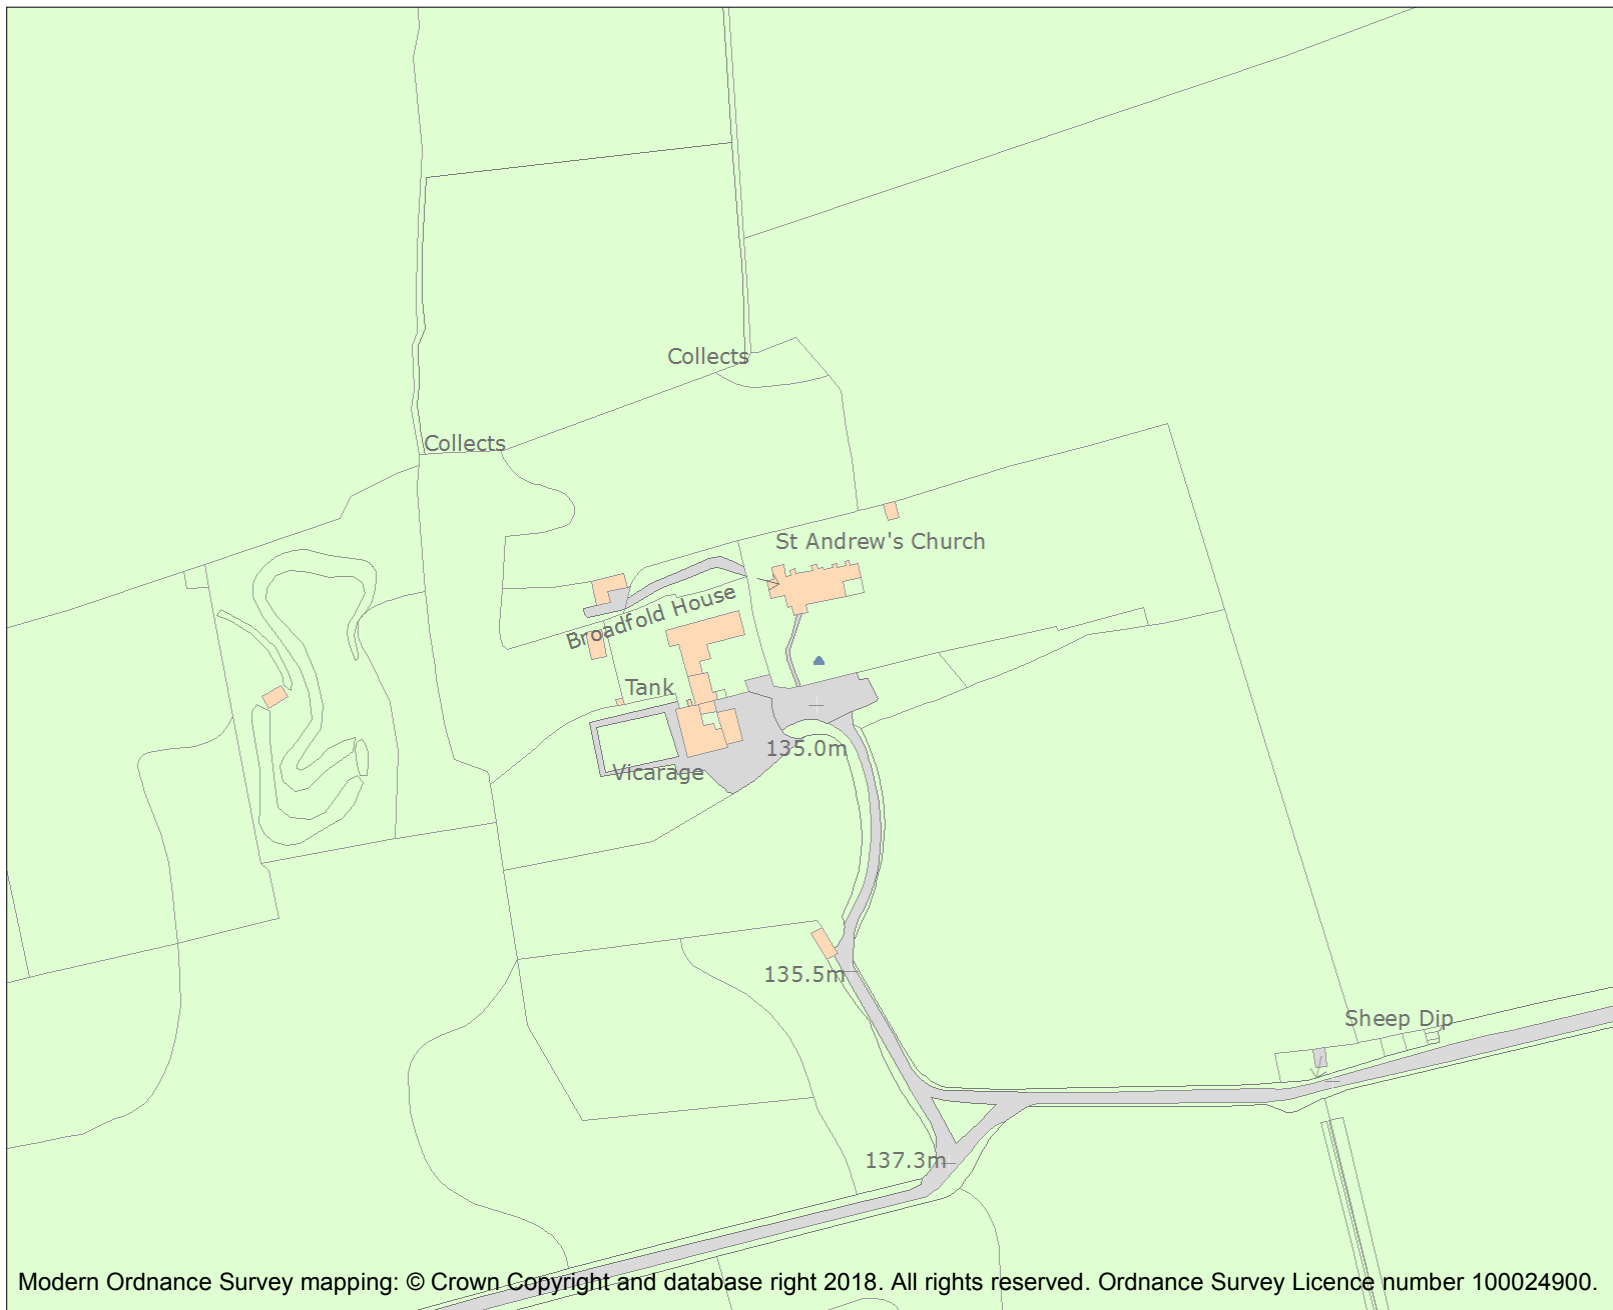 Collects
Collects
St Andrew's Church
Broadfold House
Tank
135.0m
Vicarage
135.5m
Sheep Dip
137.3m
Modern Ordnance Survey mapping: © Crown Copyright and database right 2018. All rights reserved. Ordnance Survey Licence number 100024900.